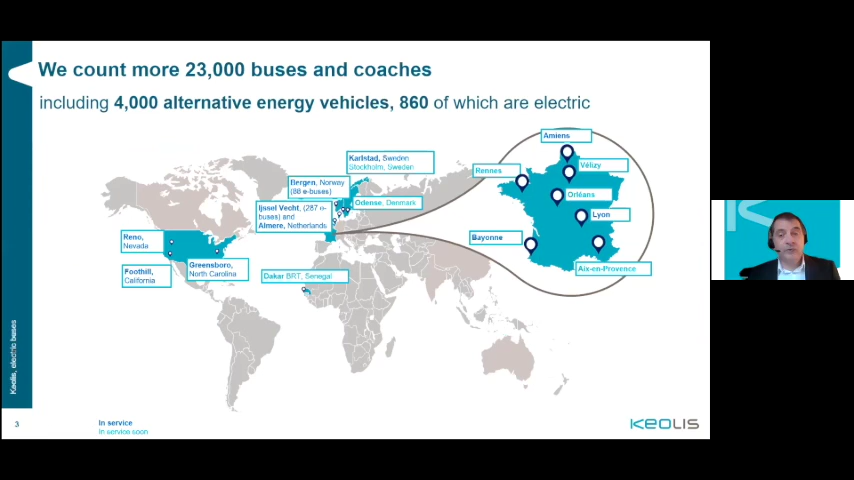 We count more 23,000 buses and coaches
including 4,000 alternative energy vehicles, 860 of which are electric
Amiens
Karlstad, Sweden
Stockholm, Sweden
Vélizy
Rennes
Bergen, Norway
(88 e-buses)
Orléans
Odense, Denmark
Ijssel Vecht, (287 e-
buses) and
Almere, Netherlands
Lyon
Reno,
Nevada
Bayonne
Greensboro,
North Carolina
Foothill,
California
Dakar BRT, Senegal
Aix-en-Provence
Keolis, electric buses
3
In service
In service soon
KEOLIS